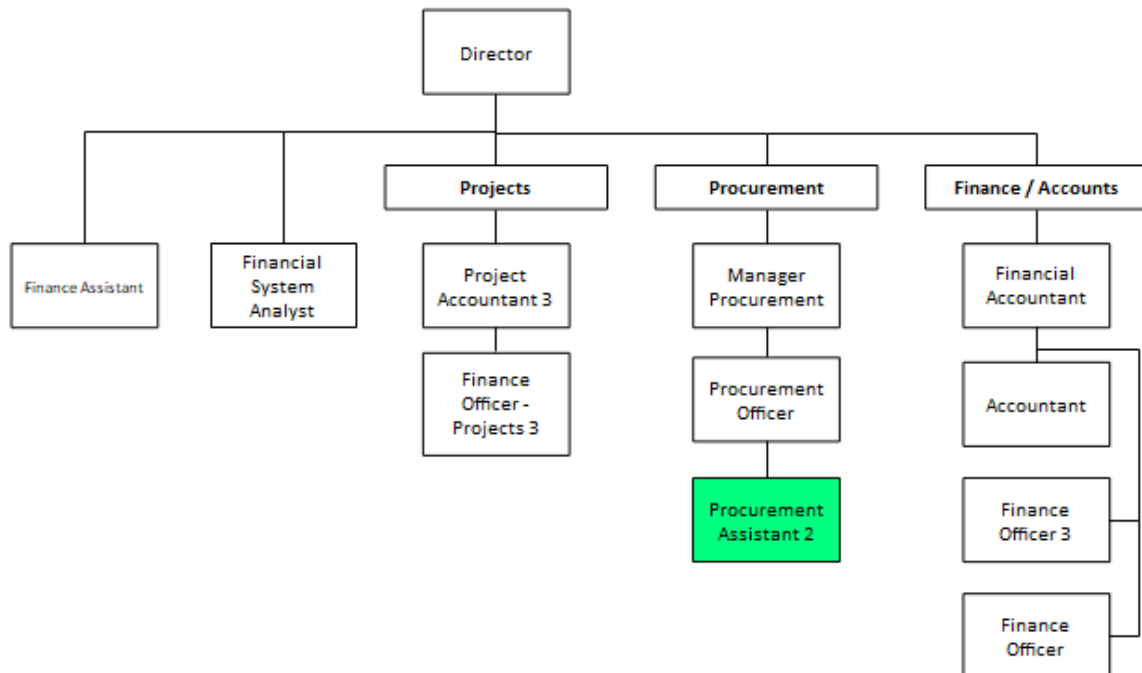 Director
Projects
Procurement
Finance / Accounts
Finance Assistant
Financial
System
Analyst
Project
Accountant 3
Manager
Procurement
Financial
Accountant
Finance
Officer -
Projects 3
Procurement
Officer
Accountant
Procurement
Assistant 2
Finance
Officer 3
Finance
Officer